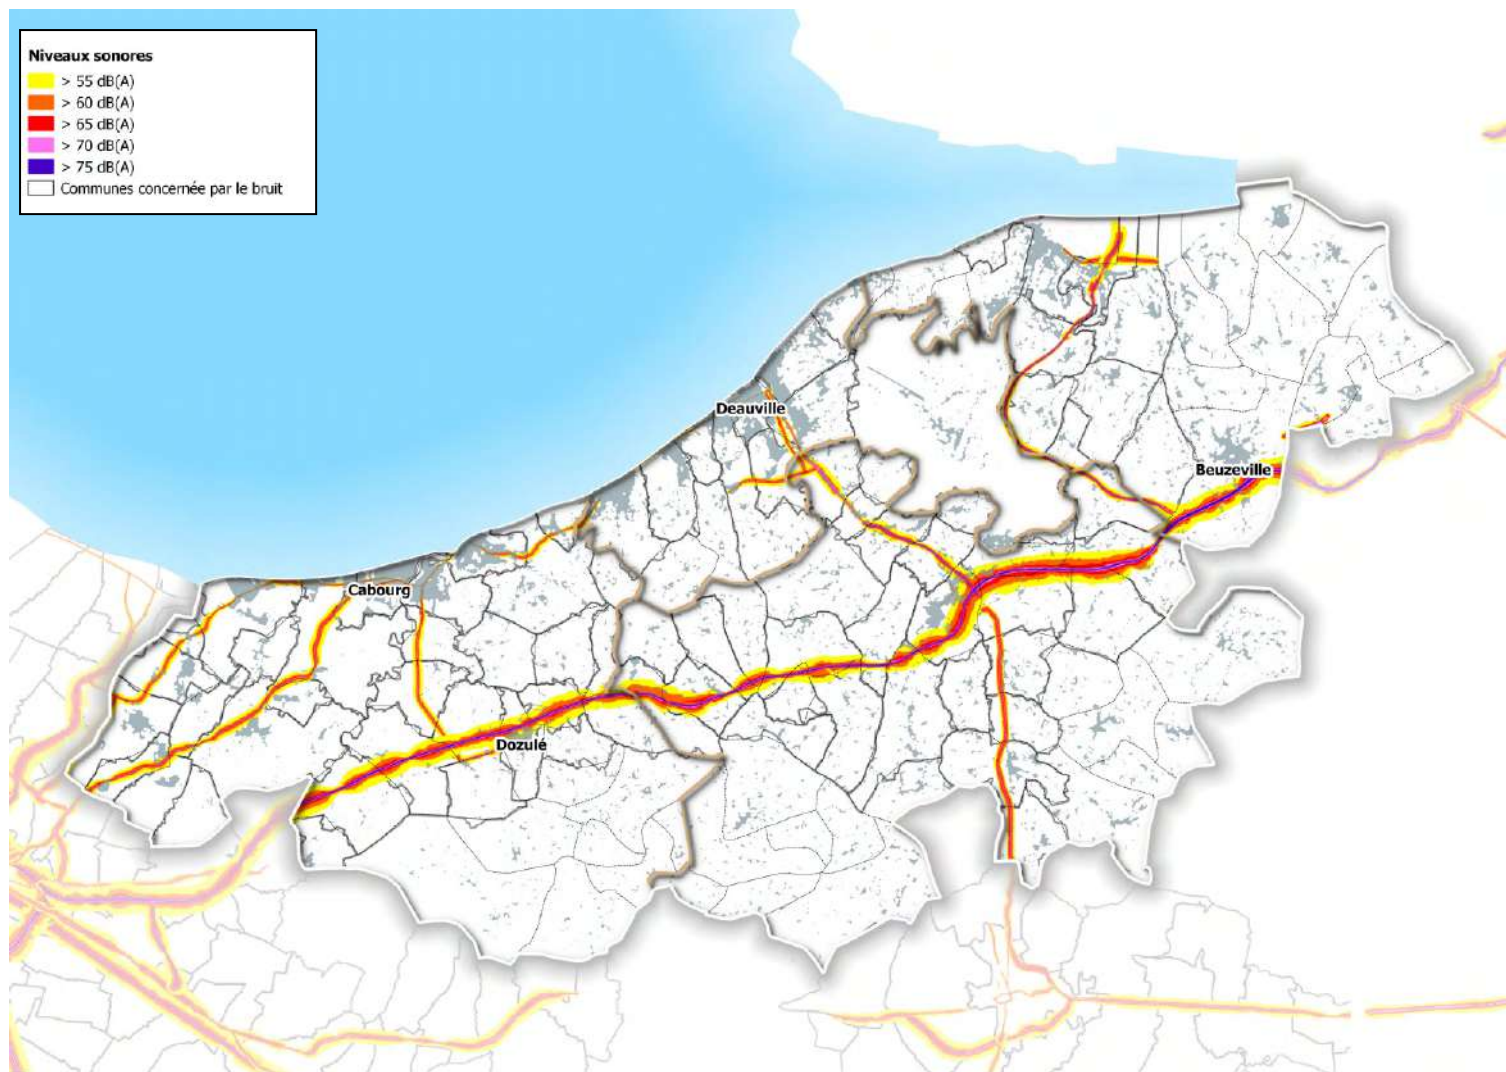 Niveaux sonores
> 55 dB(A)
> 60 dB(A)
> 65 dB(A)
> 70 dB(A)
> 75 dB(A)
Communes concernée par le bruit
Deauville
Beuzeville
Cabourg
Dozulé